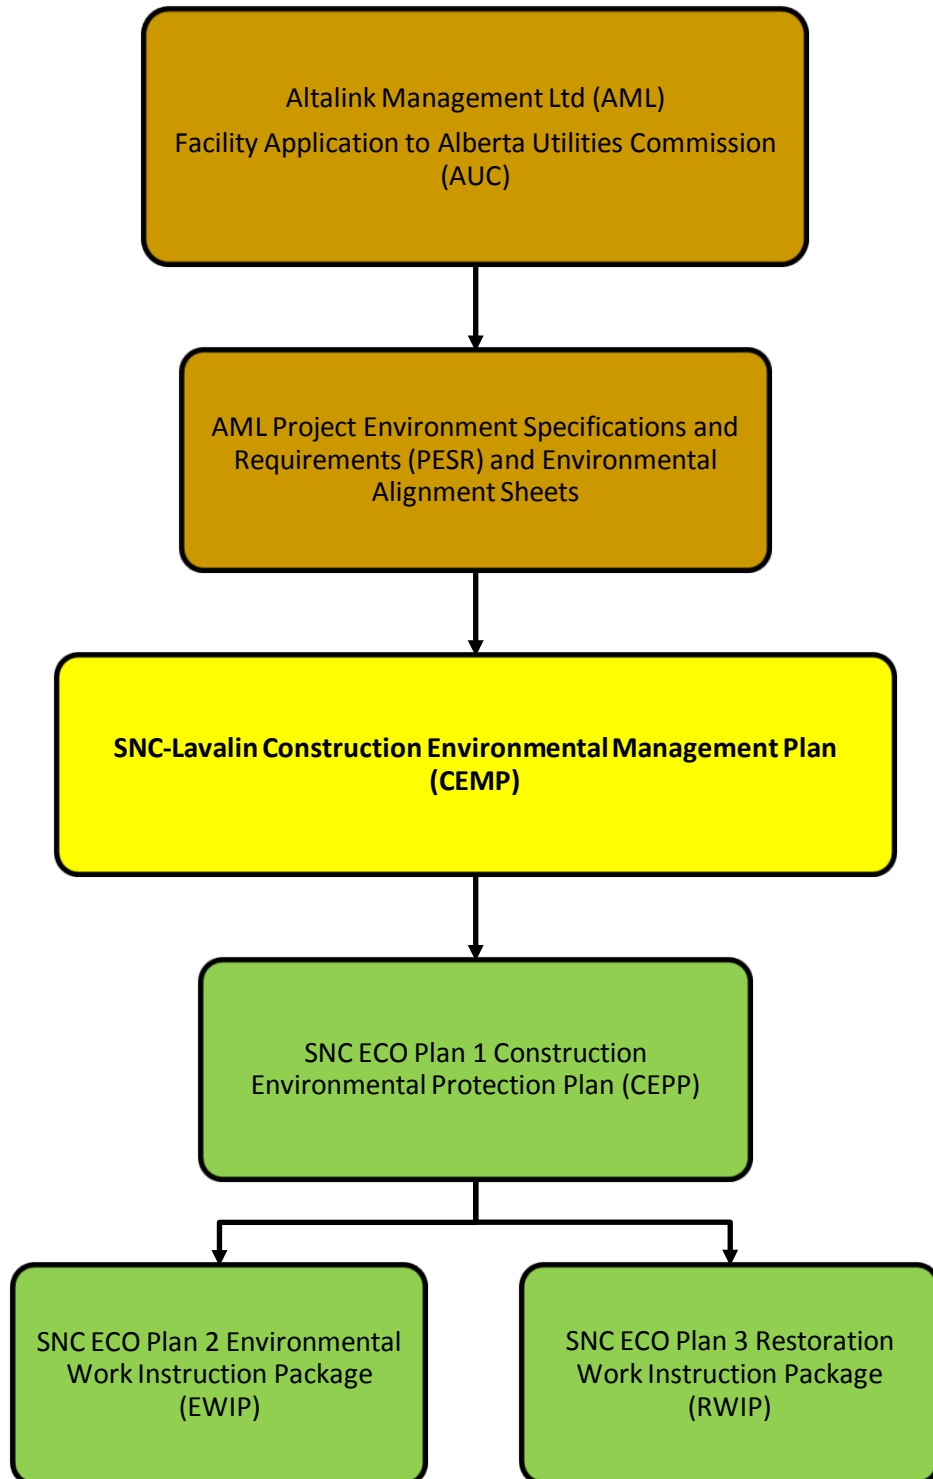 Altalink Management Ltd (AML)
Facility Application to Alberta Utilities Commission
(AUC)
AML Project Environment Specifications and
Requirements (PESR) and Environmental
Alignment Sheets
SNC-Lavalin Construction Environmental Management Plan
(CEMP)
SNC ECO Plan 1 Construction
Environmental Protection Plan (CEPP)
SNC ECO Plan 2 Environmental
Work Instruction Package
(EWIP)
SNC ECO Plan 3 Restoration
Work Instruction Package
(RWIP)